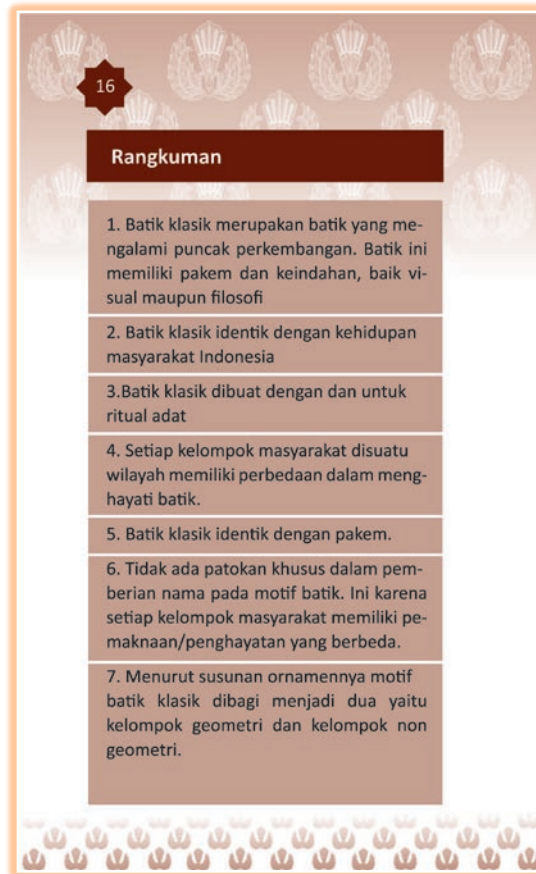 16
Rangkuman
1. Batik klasik merupakan batik yang me-
ngalami puncak perkembangan. Batik ini
memiliki pakem dan keindahan, baik vi-
sual maupun filosofi
2. Batik klasik identik dengan kehidupan
masyarakat Indonesia
3.Batik klasik dibuat dengan dan untuk
ritual adat
4. Setiap kelompok masyarakat disuatu
wilayah memiliki perbedaan dalam meng-
hayati batik.
5. Batik klasik identik dengan pakem.
6. Tidak ada patokan khusus dalam pem-
berian nama pada motif batik. Ini karena
setiap kelompok masyarakat memiliki pe-
maknaan/penghayatan yang berbeda.
7. Menurut susunan ornamennya motif
batik klasik dibagi menjadi dua yaitu
kelompok geometri dan kelompok non
geometri.